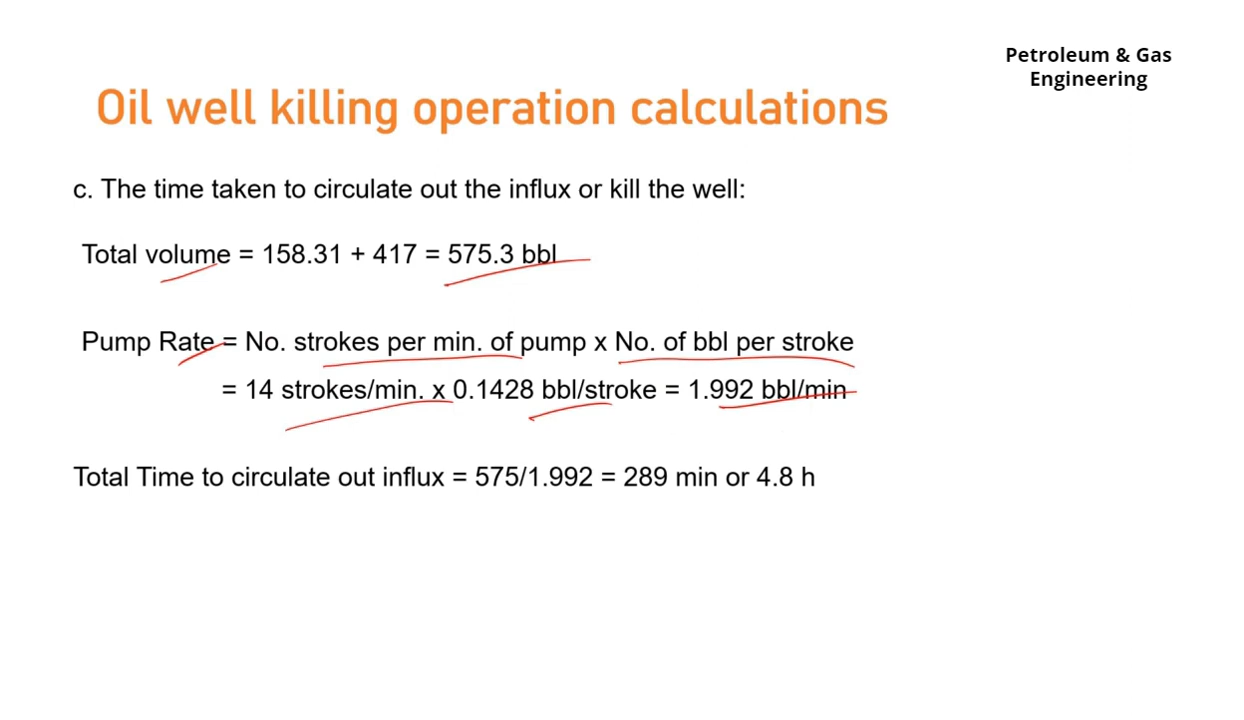 Petroleum & Gas
Engineering
Oil well killing operation calculations
c. The time taken to circulate out the influx or kill the well:
Total volume = 158.31 + 417 = 575.3 bbl
Pump Rate = No. strokes per min. of pump x No. of bbl per stroke
= 14 strokes/min. x 0.1428 bbl/stroke = 1.992 bbl/min
Total Time to circulate out influx = 575/1.992 = 289 min or 4.8 h